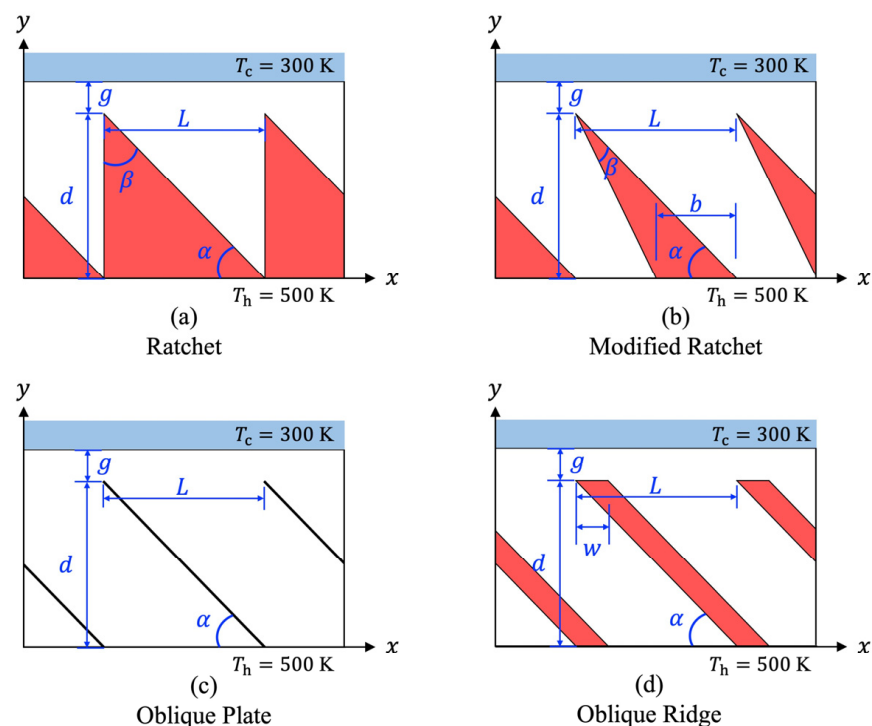 y
T_c = 300 K
g
L
d
β
α
x
T_h = 500 K
(a)
Ratchet
y
T_c = 300 K
g
L
d
β
b
α
x
T_h = 500 K
(b)
Modified Ratchet
y
T_c = 300 K
g
L
d
α
x
T_h = 500 K
(c)
Oblique Plate
y
T_c = 300 K
g
L
w
d
α
x
T_h = 500 K
(d)
Oblique Ridge